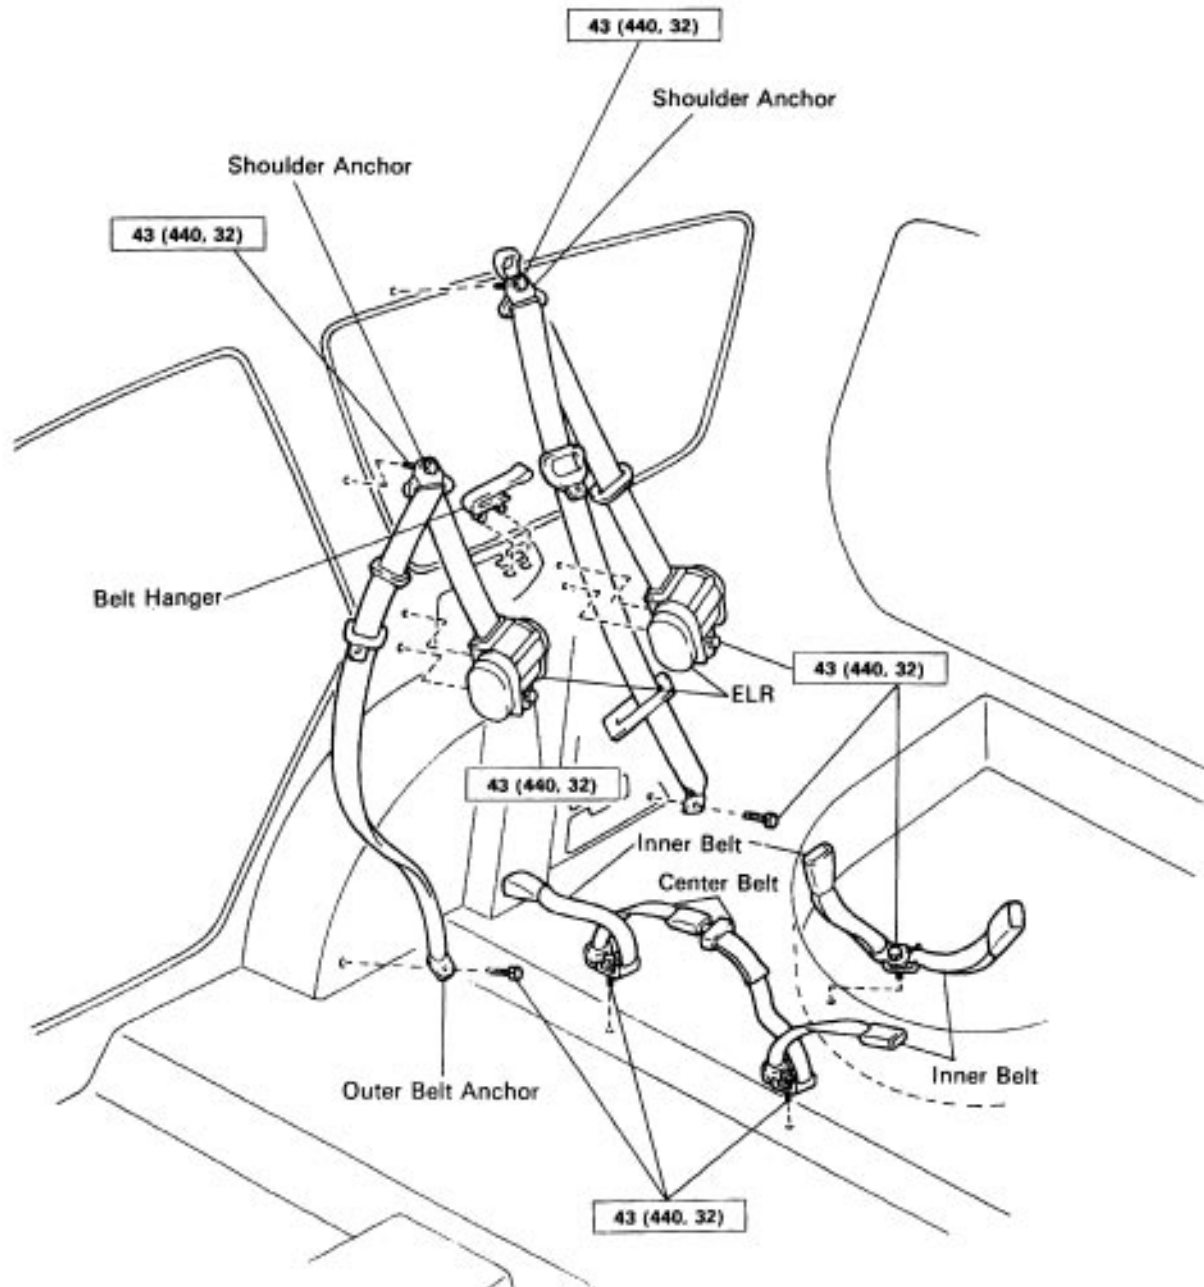 43 (440, 32)
Shoulder Anchor
Shoulder Anchor
43 (440, 32)
Belt Hanger
43 (440, 32)
ELR
43 (440, 32)
Inner Belt
Center Belt
Inner Belt
Outer Belt Anchor
43 (440, 32)